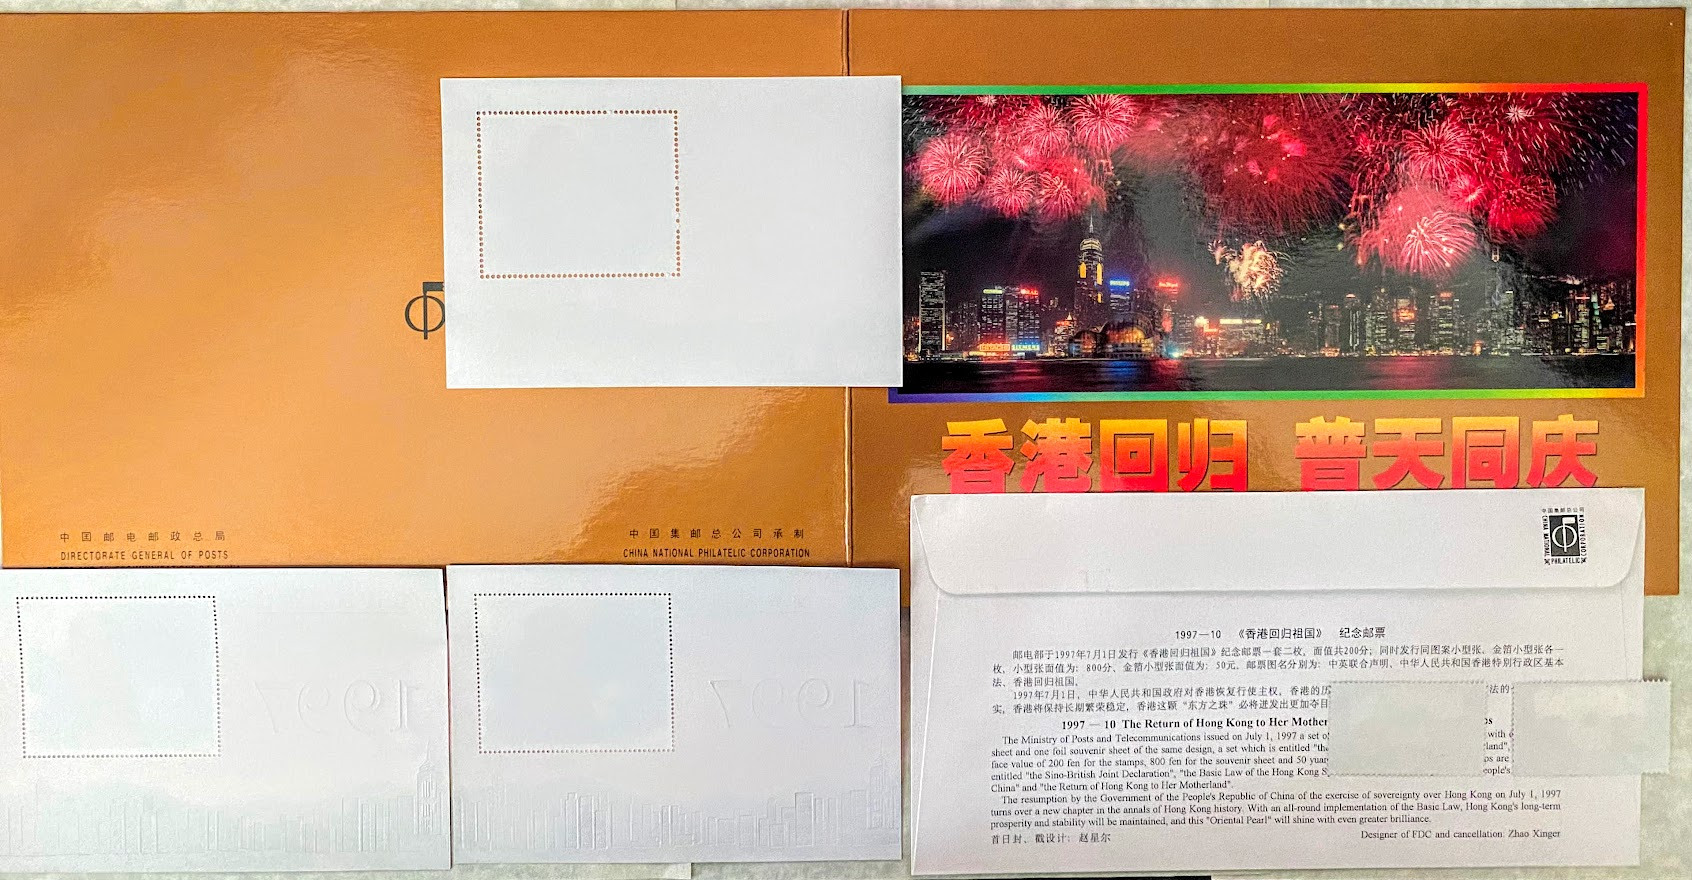 香港回归 普天同庆
中国邮电邮政总局
DIRECTORATE GENERAL OF POSTS
中国集邮总公司承制
CHINA NATIONAL PHILATELIC CORPORATION
中国集邮总公司
CHINA NATIONAL PHILATELIC CORPORATION
1997—10 《香港回归祖国》 纪念邮票
邮电部于1997年7月1日发行《香港回归祖国》纪念邮票一套二枚，面值共200分；同时发行同图案小型张、金箔小型张各一
枚，小型张面值为：800分，金箔小型张面值为：50元。邮票图名分别为：中英联合声明、中华人民共和国香港特别行政区基本
法、香港回归祖国。
1997年7月1日，中华人民共和国政府对香港恢复行使主权，香港的历 法的
实，香港将保持长期繁荣稳定，香港这颗“东方之珠”必将迸发出更加夺目
1997 — 10 The Return of Hong Kong to Her Mother
The Ministry of Posts and Telecommunications issued on July 1, 1997 a set of with
sheet and one foil souvenir sheet of the same design, a set which is entitled "the land",
face value of 200 fen for the stamps, 800 fen for the souvenir sheet and 50 yuan are
entitled "the Sino-British Joint Declaration", "the Basic Law of the Hong Kong S eople's
China" and "the Return of Hong Kong to Her Motherland".
The resumption by the Government of the People's Republic of China of the exercise of sovereignty over Hong Kong on July 1, 1997
turns over a new chapter in the annals of Hong Kong history. With an all-round implementation of the Basic Law, Hong Kong's long-term
prosperity and stability will be maintained, and this "Oriental Pearl" will shine with even greater brilliance.
首日封、戳设计：赵星尔 Designer of FDC and cancellation: Zhao Xinger
1997
1997
PHILIPS